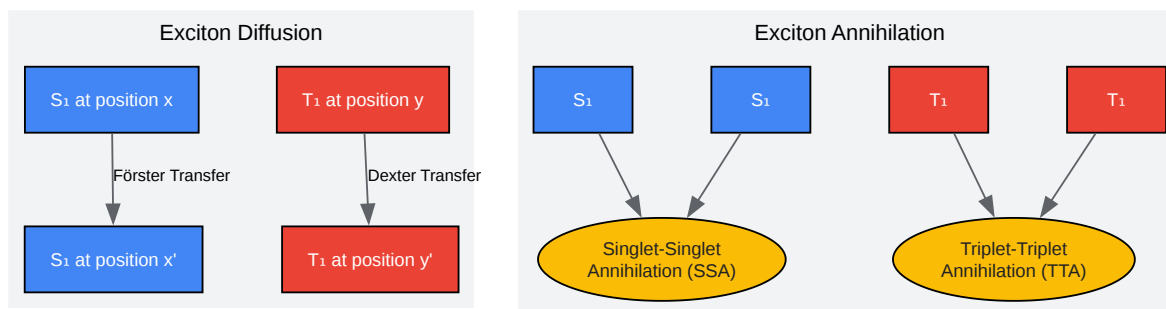 Exciton Diffusion
S₁ at position x
T₁ at position y
Förster Transfer
Dexter Transfer
S₁ at position x'
T₁ at position y'
Exciton Annihilation
S₁
S₁
T₁
T₁
Singlet-Singlet
Annihilation (SSA)
Triplet-Triplet
Annihilation (TTA)